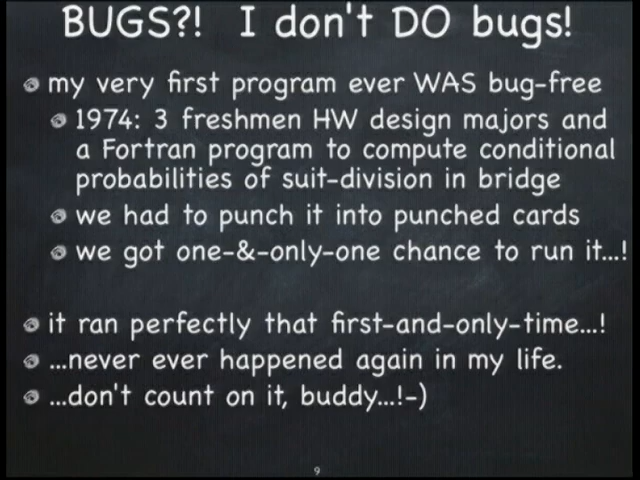 BUGS?! I don't DO bugs!
my very first program ever WAS bug-free
1974: 3 freshmen HW design majors and
a Fortran program to compute conditional
probabilities of suit-division in bridge
we had to punch it into punched cards
we got one-&-only-one chance to run it...!
it ran perfectly that first-and-only-time...!
...never ever happened again in my life.
...don't count on it, buddy...!-)
9